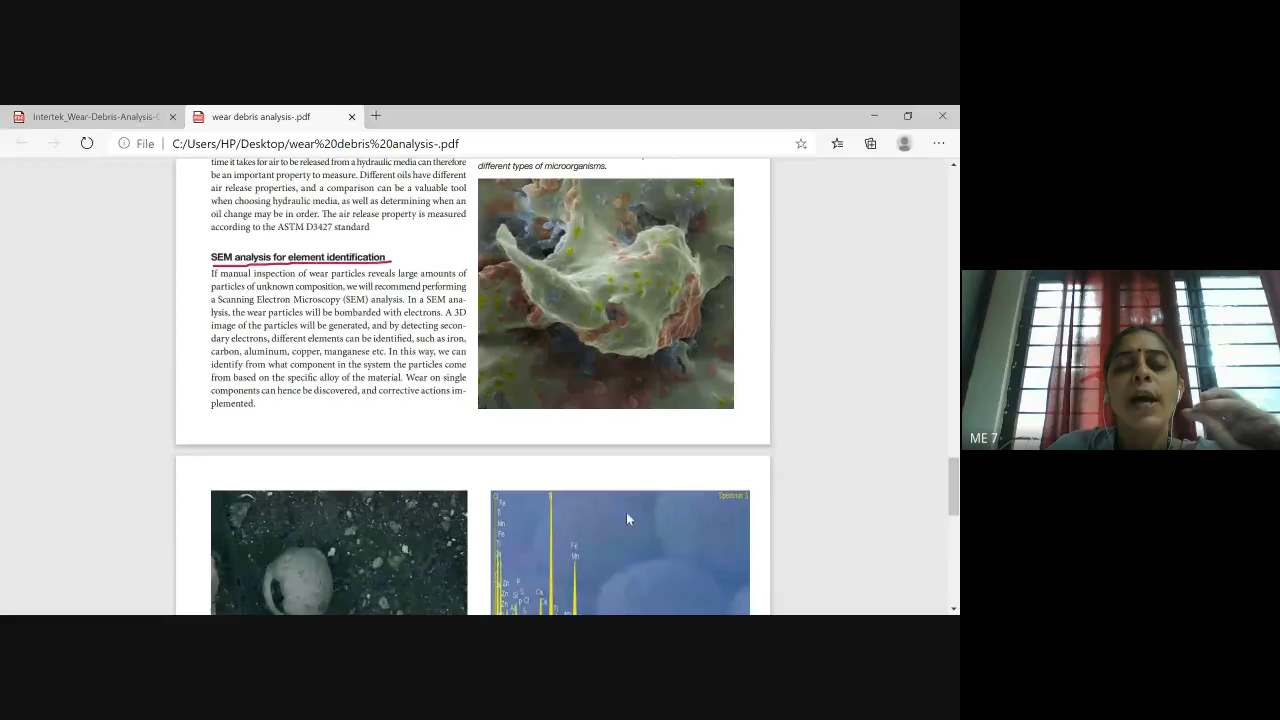 Intertek_Wear-Debris-Analysis-C
wear debris analysis-.pdf
File
C:/Users/HP/Desktop/wear%20debris%20analysis-.pdf
time it takes for air to be released from a hydraulic media can therefore
be an important property to measure. Different oils have different
air release properties, and a comparison can be a valuable tool
when choosing hydraulic media, as well as determining when an
oil change may be in order. The air release property is measured
according to the ASTM D3427 standard
SEM analysis for element identification
If manual inspection of wear particles reveals large amounts of
particles of unknown composition, we will recommend performing
a Scanning Electron Microscopy (SEM) analysis. In a SEM ana-
lysis, the wear particles will be bombarded with electrons. A 3D
image of the particles will be generated, and by detecting secon-
dary electrons, different elements can be identified, such as iron,
carbon, aluminum, copper, manganese etc. In this way, we can
identify from what component in the system the particles come
from based on the specific alloy of the material. Wear on single
components can hence be discovered, and corrective actions im-
plemented.
different types of microorganisms.
Fe
Ti
Mn
Fe
Zn
P
Fe
Mn
ME 7